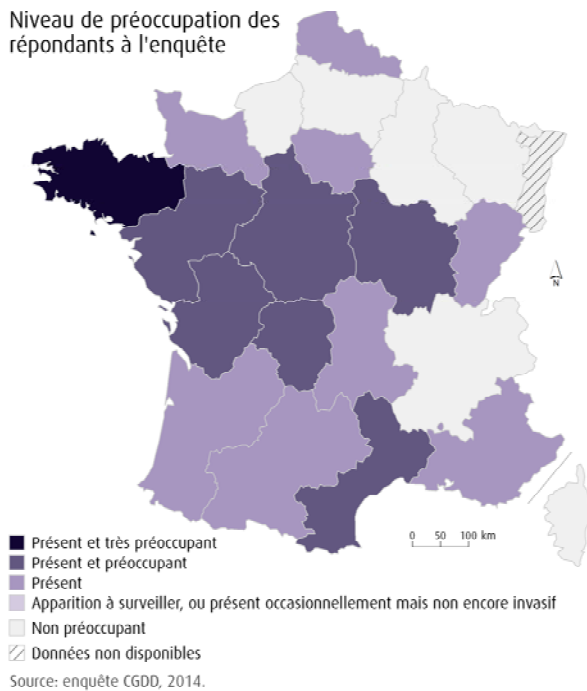 Niveau de préoccupation des
répondants à l'enquête
N
0 50 100 km
Présent et très préoccupant
Présent et préoccupant
Présent
Apparition à surveiller, ou présent occasionnellement mais non encore invasif
Non préoccupant
Données non disponibles
Source: enquête CGDD, 2014.